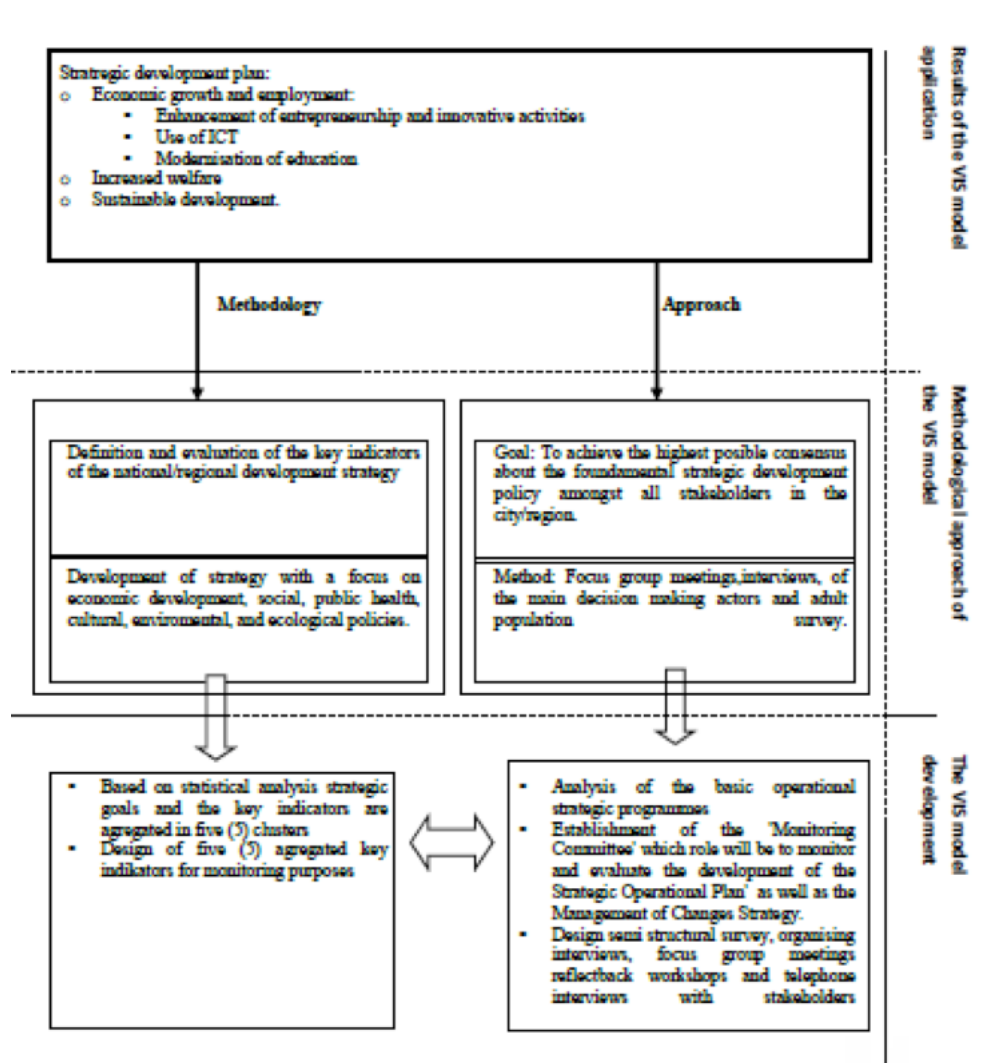 Stratregic development plan:
o Economic growth and employment:
▪ Enhancement of entrepreneurship and innovative activities
▪ Use of ICT
▪ Modernisation of education
o Increased welfare
o Sustainable development.
Results of the VIS model
application
Methodology
Approach
Definition and evaluation of the key indicators
of the national/regional development strategy
Development of strategy with a focus on
economic development, social, public health,
cultural, enviromental, and ecological policies.
Goal: To achieve the highest posible consensus
about the foundamental strategic development
policy amongst all stakeholders in the
city/region.
Method: Focus group meetings,interviews, of
the main decision making actors and adult
population survey.
Methodological approach of
the VIS model
▪ Based on statistical analysis strategic
goals and the key indicators are
agregated in five (5) clusters
▪ Design of five (5) agregated key
indikators for monitoring purposes
▪ Analysis of the basic operational
strategic programmes
▪ Establishment of the 'Monitoring
Committee' which role will be to monitor
and evaluate the development of the
Strategic Operational Plan' as well as the
Management of Changes Strategy.
▪ Design semi structural survey, organising
interviews, focus group meetings
reflectback workshops and telephone
interviews with stakeholders
The VIS model
development